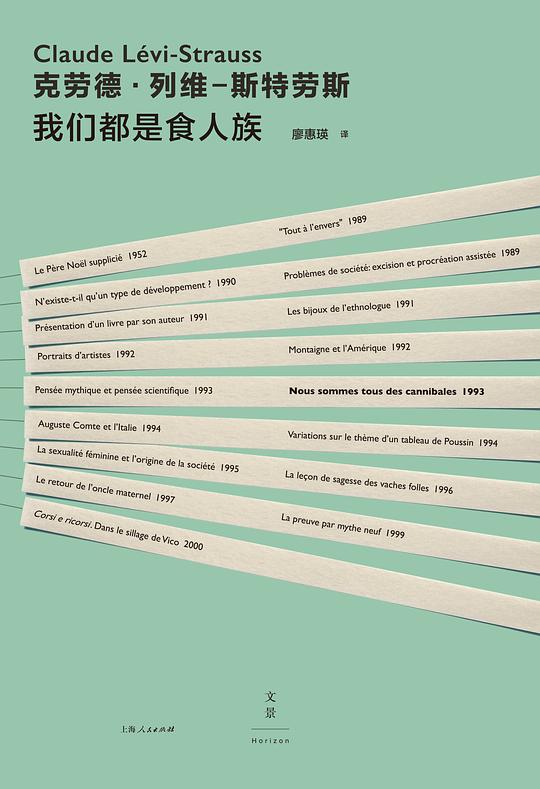 Claude Lévi-Strauss
克劳德·列维-斯特劳斯
我们都是食人族 廖惠瑛 译
Le Père Noël supplicié 1952 "Tout à l'envers" 1989
N'existe-t-il qu'un type de développement ? 1990 Problèmes de société: excision et procréation assistée 1989
Présentation d'un livre par son auteur 1991 Les bijoux de l'ethnologue 1991
Portraits d'artistes 1992 Montaigne et l'Amérique 1992
Pensée mythique et pensée scientifique 1993 Nous sommes tous des cannibales 1993
Auguste Comte et l'Italie 1994 Variations sur le thème d'un tableau de Poussin 1994
La sexualité féminine et l'origine de la société 1995 La leçon de sagesse des vaches folles 1996
Le retour de l'oncle maternel 1997 La preuve par mythe neuf 1999
Corsi e ricorsi. Dans le sillage de Vico 2000
文
景
上海人民出版社
Horizon